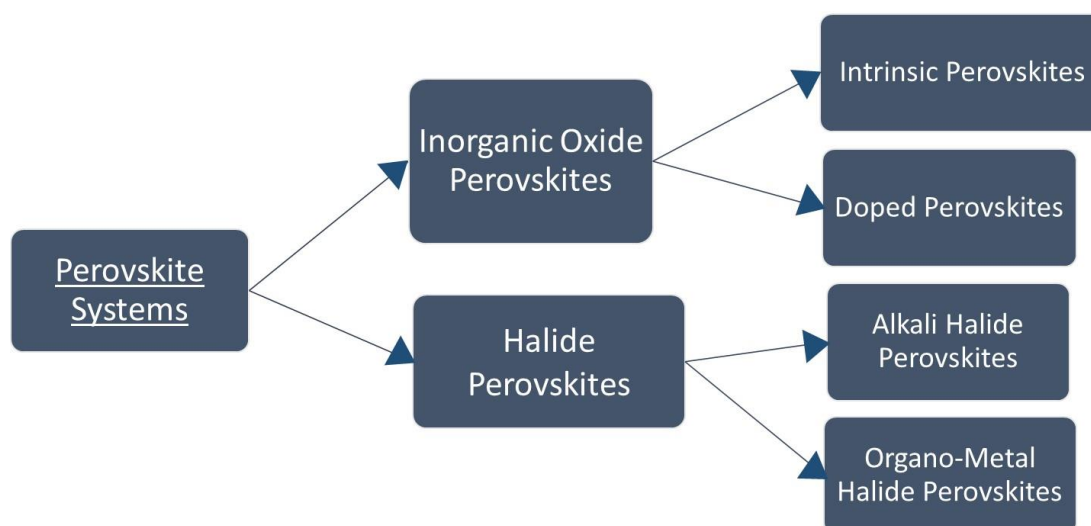 Perovskite
Systems
Inorganic Oxide
Perovskites
Halide
Perovskites
Intrinsic Perovskites
Doped Perovskites
Alkali Halide
Perovskites
Organo-Metal
Halide Perovskites